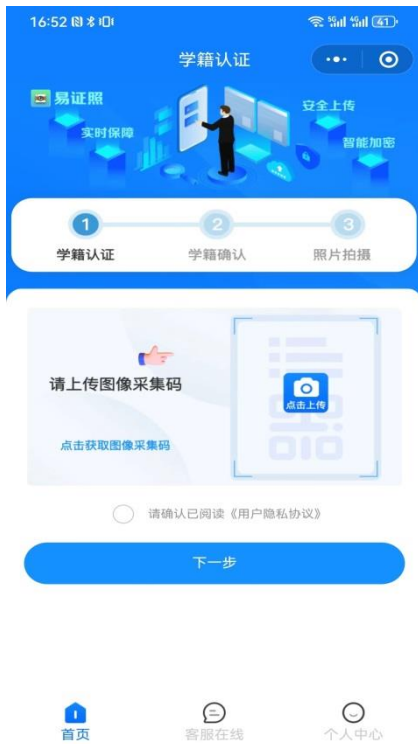 16:52
5G 5G 41
学籍认证
易证照
安全上传
实时保障
智能加密
1 2 3
学籍认证 学籍确认 照片拍摄
请上传图像采集码
点击上传
点击获取图像采集码
请确认已阅读《用户隐私协议》
下一步
首页 客服在线 个人中心